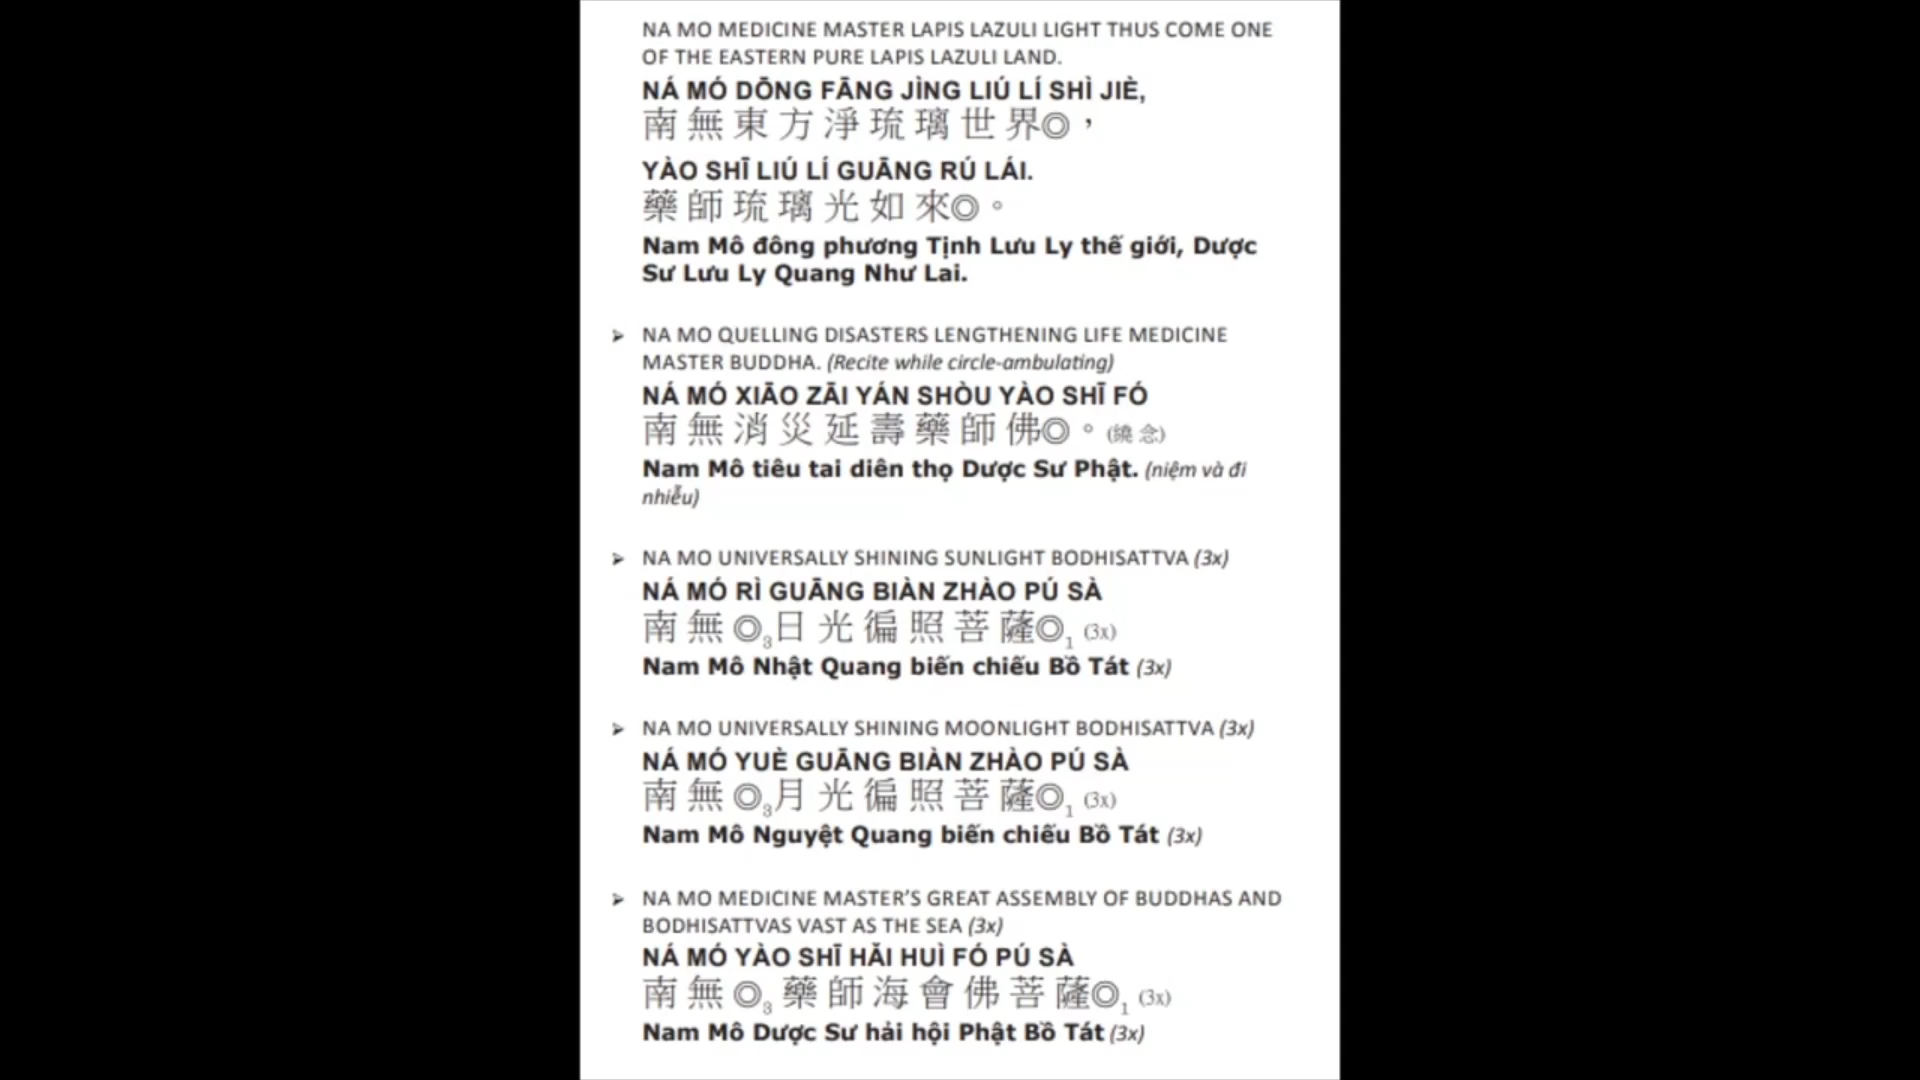 NA MO MEDICINE MASTER LAPIS LAZULI LIGHT THUS COME ONE
OF THE EASTERN PURE LAPIS LAZULI LAND.
NÁ MÓ DŌNG FĀNG JÌNG LIÚ LÍ SHÌ JIÈ,
南無東方淨琉璃世界◎，
YÀO SHĪ LIÚ LÍ GUĀNG RÚ LÁI.
藥師琉璃光如來◎。
Nam Mô đông phương Tịnh Lưu Ly thế giới, Dược
Sư Lưu Ly Quang Như Lai.
➢ NA MO QUELLING DISASTERS LENGTHENING LIFE MEDICINE
MASTER BUDDHA. (Recite while circle-ambulating)
NÁ MÓ XIĀO ZĀI YÁN SHÒU YÀO SHĪ FÓ
南無消災延壽藥師佛◎。(繞念)
Nam Mô tiêu tai diên thọ Dược Sư Phật. (niệm và đi
nhiễu)
➢ NA MO UNIVERSALLY SHINING SUNLIGHT BODHISATTVA (3x)
NÁ MÓ RÌ GUĀNG BIÀN ZHÀO PÚ SÀ
南無◎3日光徧照菩薩◎1 (3x)
Nam Mô Nhật Quang biến chiếu Bồ Tát (3x)
➢ NA MO UNIVERSALLY SHINING MOONLIGHT BODHISATTVA (3x)
NÁ MÓ YUÈ GUĀNG BIÀN ZHÀO PÚ SÀ
南無◎3月光徧照菩薩◎1 (3x)
Nam Mô Nguyệt Quang biến chiếu Bồ Tát (3x)
➢ NA MO MEDICINE MASTER’S GREAT ASSEMBLY OF BUDDHAS AND
BODHISATTVAS VAST AS THE SEA (3x)
NÁ MÓ YÀO SHĪ HǍI HUÌ FÓ PÚ SÀ
南無◎3藥師海會佛菩薩◎1 (3x)
Nam Mô Dược Sư hải hội Phật Bồ Tát (3x)